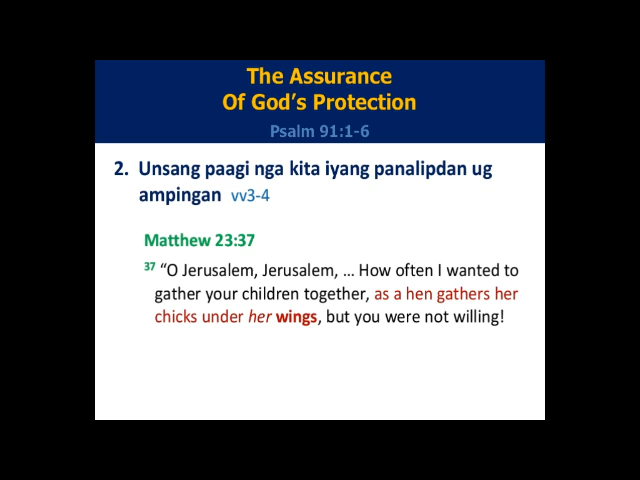 The Assurance
Of God's Protection
Psalm 91:1-6
2. Unsang paagi nga kita iyang panalipdan ug
ampingan vv3-4
Matthew 23:37
37 “O Jerusalem, Jerusalem, … How often I wanted to
gather your children together, as a hen gathers her
chicks under her wings, but you were not willing!